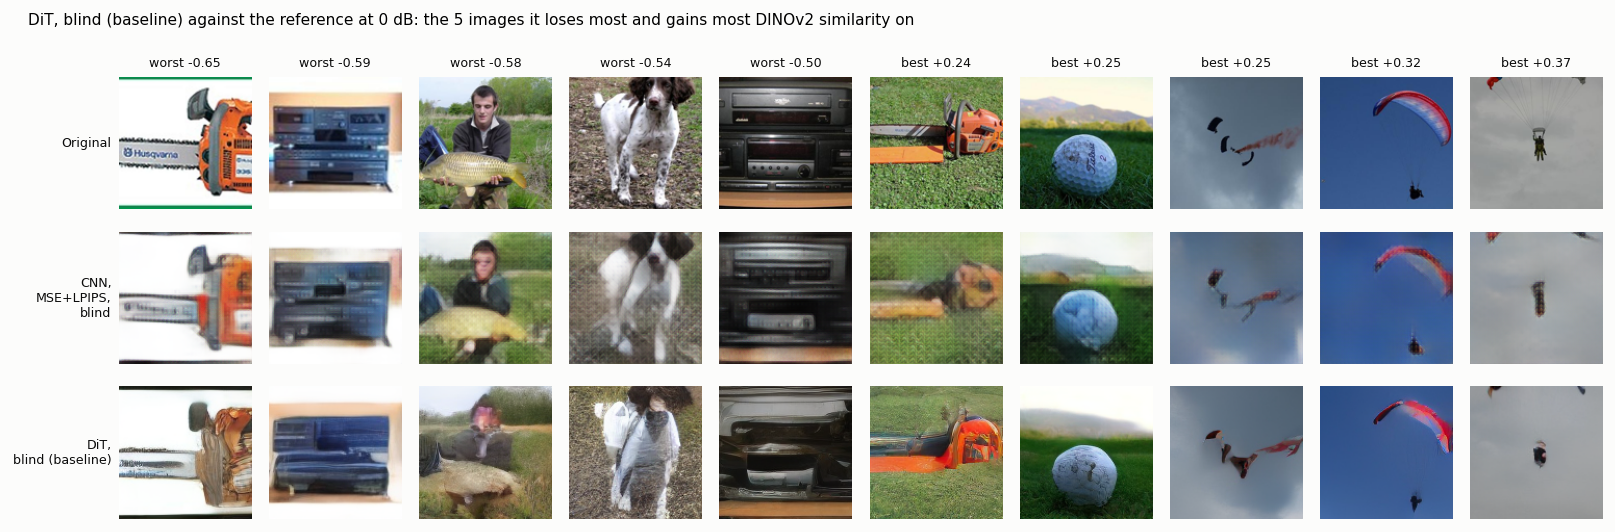 DiT, blind (baseline) against the reference at 0 dB: the 5 images it loses most and gains most DINOv2 similarity on
worst -0.65
worst -0.59
worst -0.58
worst -0.54
worst -0.50
best +0.24
best +0.25
best +0.25
best +0.32
best +0.37
Original
Husqvarna
CNN,
MSE+LPIPS,
blind
DiT,
blind (baseline)